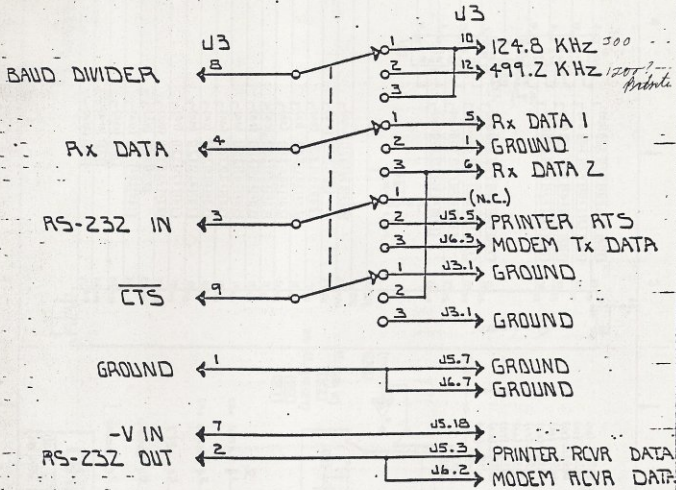 J3
J3
1 10 124.8 KHz 300
BAUD DIVIDER 8
2 12 499.2 KHz 1200?
3
1 5 Rx DATA 1
Rx DATA 4
2 1 GROUND
3 6 Rx DATA 2
1 (N.C.)
RS-232 IN 3
2 J5.5 PRINTER RTS
3 J6.3 MODEM Tx DATA
1 J3.1 GROUND
CTS 9
2
3 J3.1 GROUND
GROUND 1 J5.7 GROUND
J6.7 GROUND
-V IN 7 J5.18
RS-232 OUT 2 J5.3 PRINTER RCVR DATA
J6.2 MODEM RCVR DATA